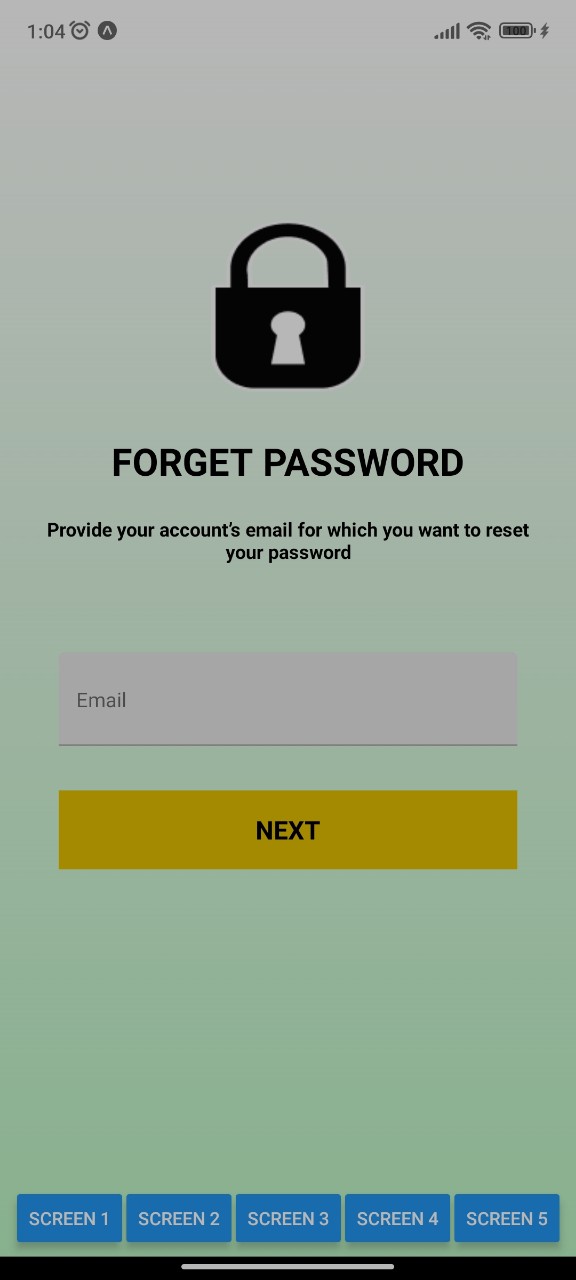 1:04
100
FORGET PASSWORD
Provide your account’s email for which you want to reset
your password
Email
NEXT
SCREEN 1 SCREEN 2 SCREEN 3 SCREEN 4 SCREEN 5